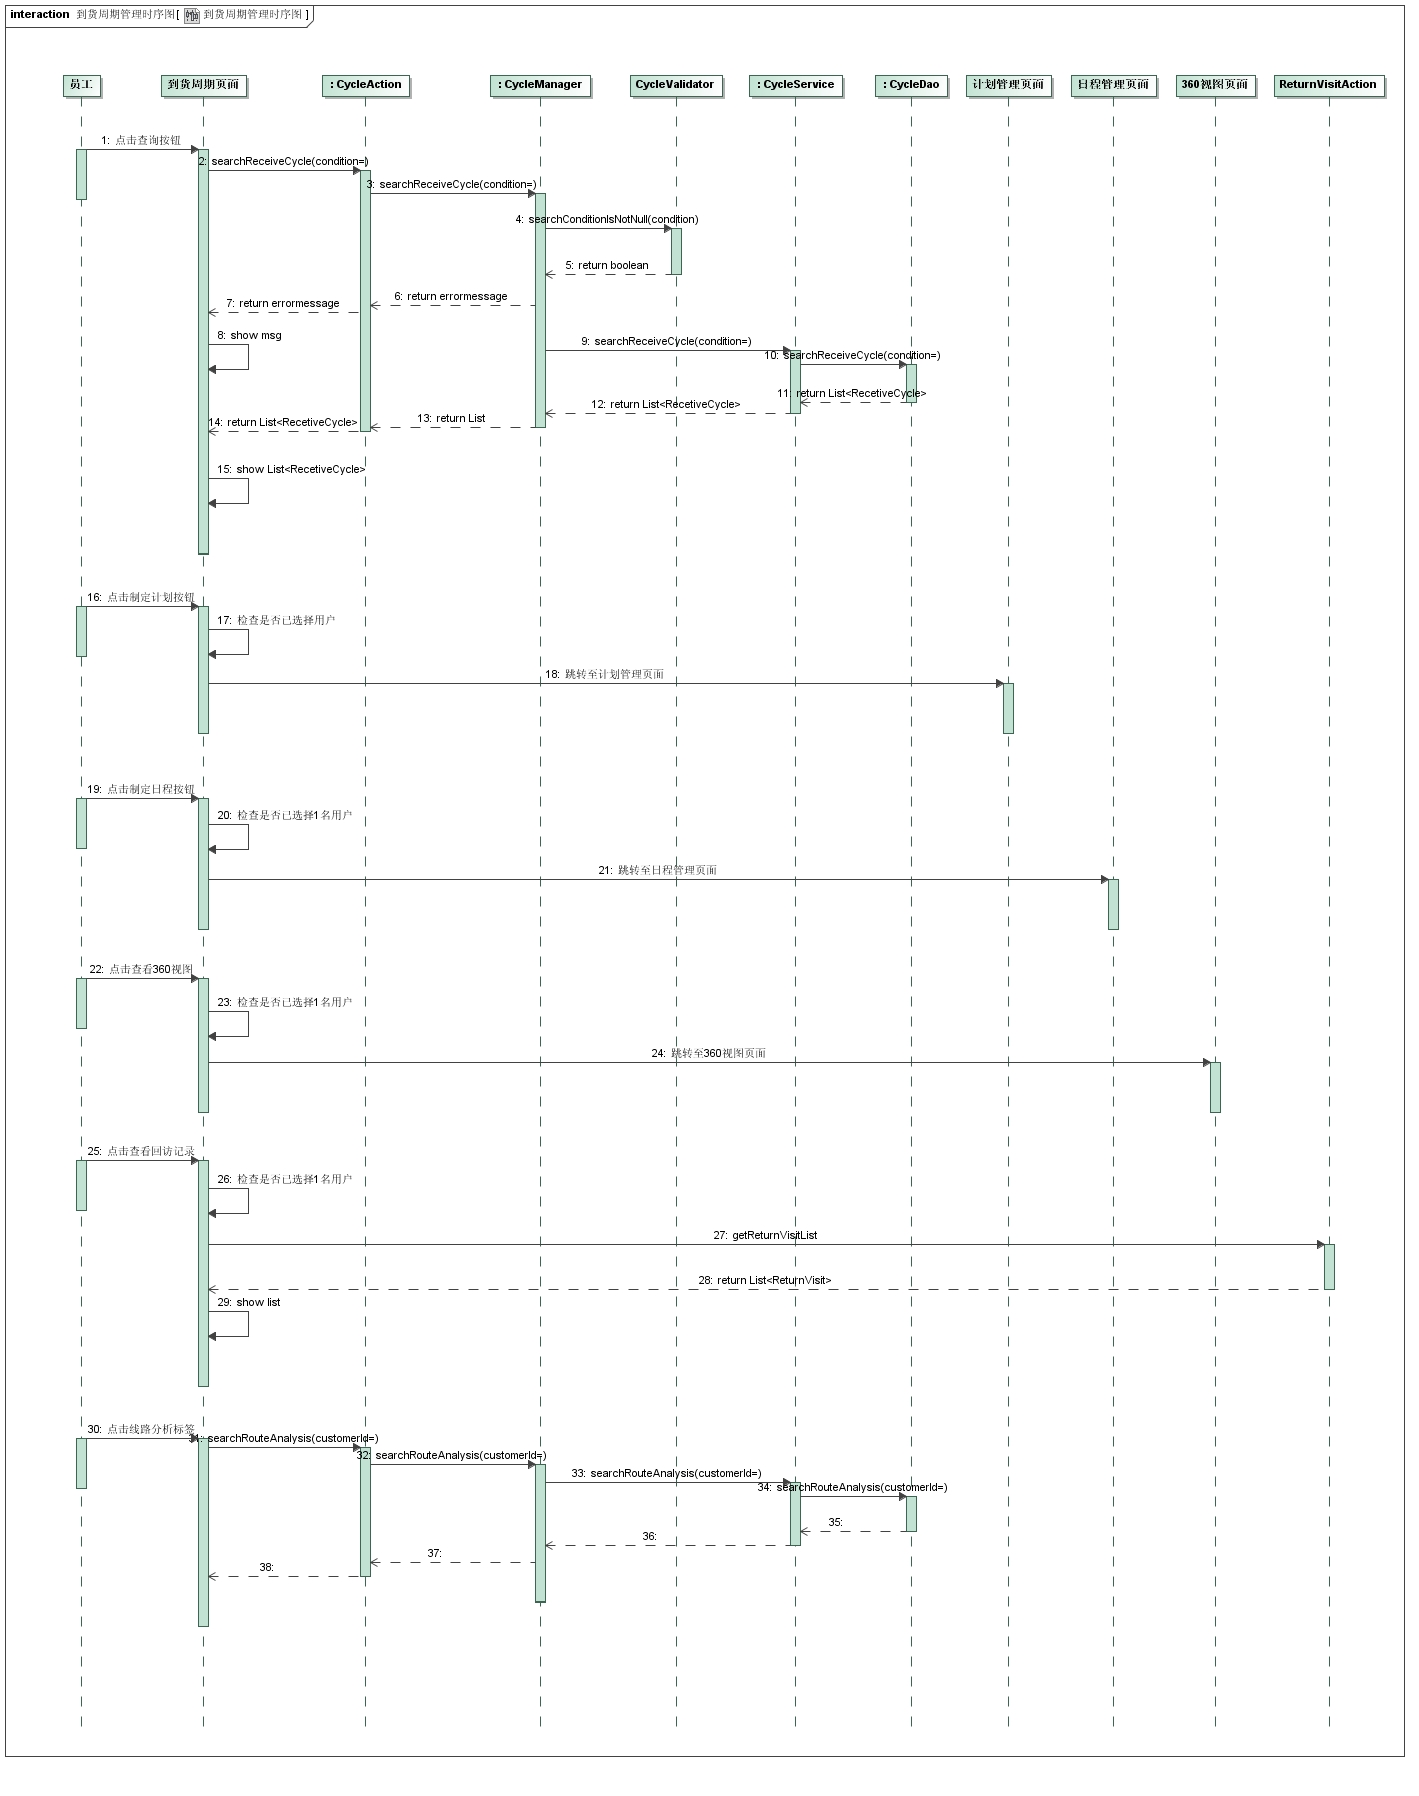 interaction 到货周期管理时序图[ 到货周期管理时序图 ]
员工
到货周期页面
: CycleAction
: CycleManager
CycleValidator
: CycleService
: CycleDao
计划管理页面
日程管理页面
360视图页面
ReturnVisitAction
1: 点击查询按钮
2: searchReceiveCycle(condition=)
3: searchReceiveCycle(condition=)
4: searchConditionIsNotNull(condition)
5: return boolean
6: return errormessage
7: return errormessage
8: show msg
9: searchReceiveCycle(condition=)
10: searchReceiveCycle(condition=)
11: return List<RecetiveCycle>
12: return List<RecetiveCycle>
13: return List
14: return List<RecetiveCycle>
15: show List<RecetiveCycle>
16: 点击制定计划按钮
17: 检查是否已选择用户
18: 跳转至计划管理页面
19: 点击制定日程按钮
20: 检查是否已选择1名用户
21: 跳转至日程管理页面
22: 点击查看360视图
23: 检查是否已选择1名用户
24: 跳转至360视图页面
25: 点击查看回访记录
26: 检查是否已选择1名用户
27: getReturnVisitList
28: return List<ReturnVisit>
29: show list
30: 点击线路分析标签
31: searchRouteAnalysis(customerId=)
32: searchRouteAnalysis(customerId=)
33: searchRouteAnalysis(customerId=)
34: searchRouteAnalysis(customerId=)
35:
36:
37:
38: